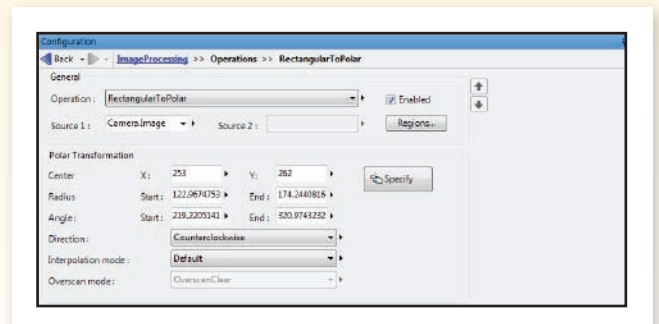 Configuration
Back - ImageProcessing >> Operations >> RectangularToPolar
General
Operation : RectangularToPolar Enabled
Source 1 : Camera.Image Source 2 : Regions...
Polar Transformation
Center X: 253 Y: 262 Specify
Radius Start: 122.9674753 End: 174.2440816
Angle: Start: 219.2205141 End: 320.9743232
Direction: Counterclockwise
Interpolation mode : Default
Overscan mode: OverscanClear